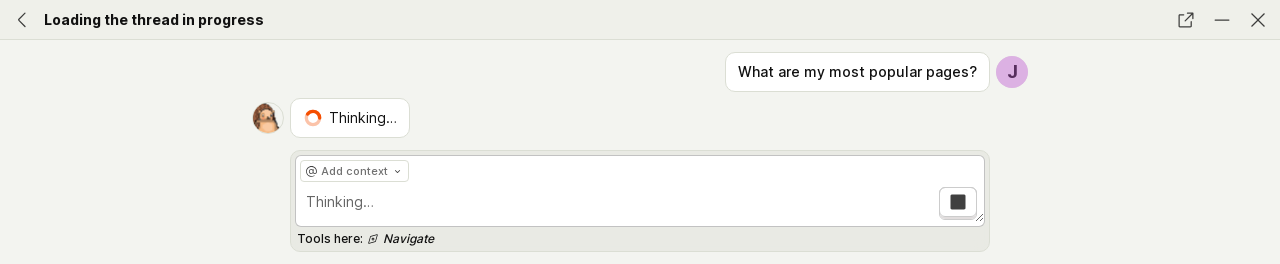 Loading the thread in progress
What are my most popular pages?
J
Thinking…
@ Add context
Thinking…
Tools here: Navigate